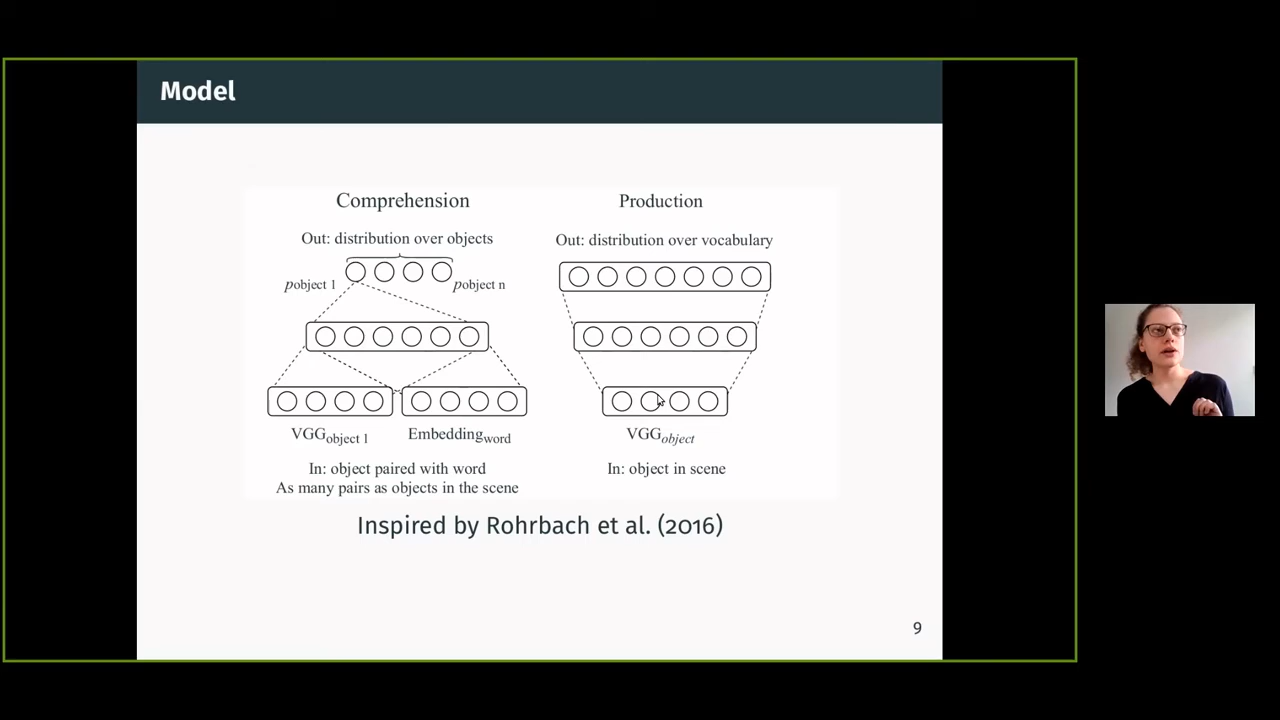 Model
Comprehension
Out: distribution over objects
pobject 1
pobject n
VGGobject 1
Embeddingword
In: object paired with word
As many pairs as objects in the scene
Production
Out: distribution over vocabulary
VGGobject
In: object in scene
Inspired by Rohrbach et al. (2016)
9